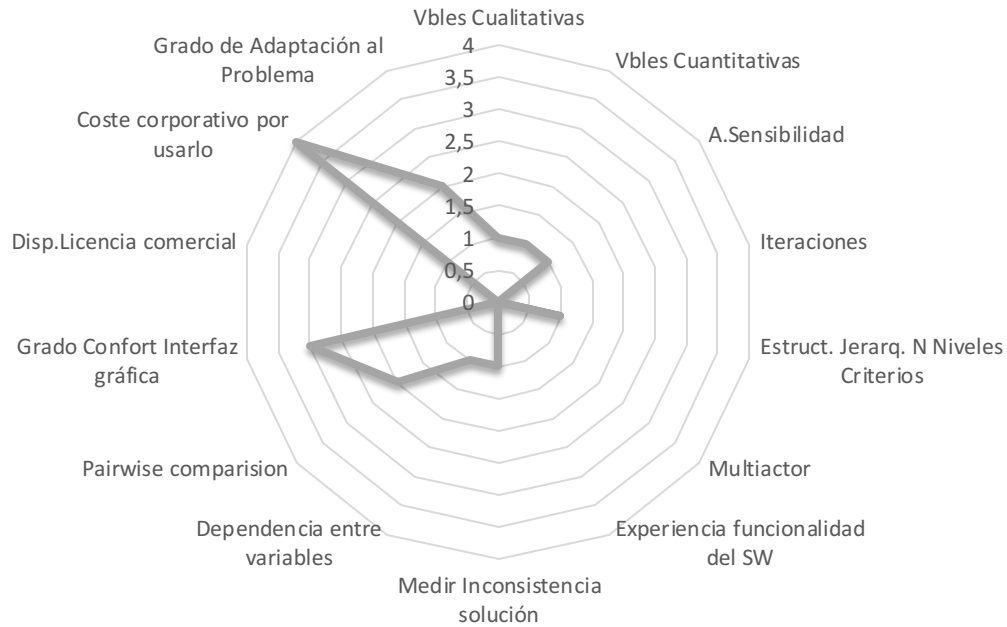 Vbles Cualitativas
Vbles Cuantitativas
A.Sensibilidad
Iteraciones
Estruct. Jerarq. N Niveles
Criterios
Multiactor
Experiencia funcionalidad
del SW
Medir Inconsistencia
solución
Dependencia entre
variables
Pairwise comparision
Grado Confort Interfaz
gráfica
Disp.Licencia comercial
Coste corporativo por
usarlo
Grado de Adaptación al
Problema
4
3,5
3
2,5
2
1,5
1
0,5
0